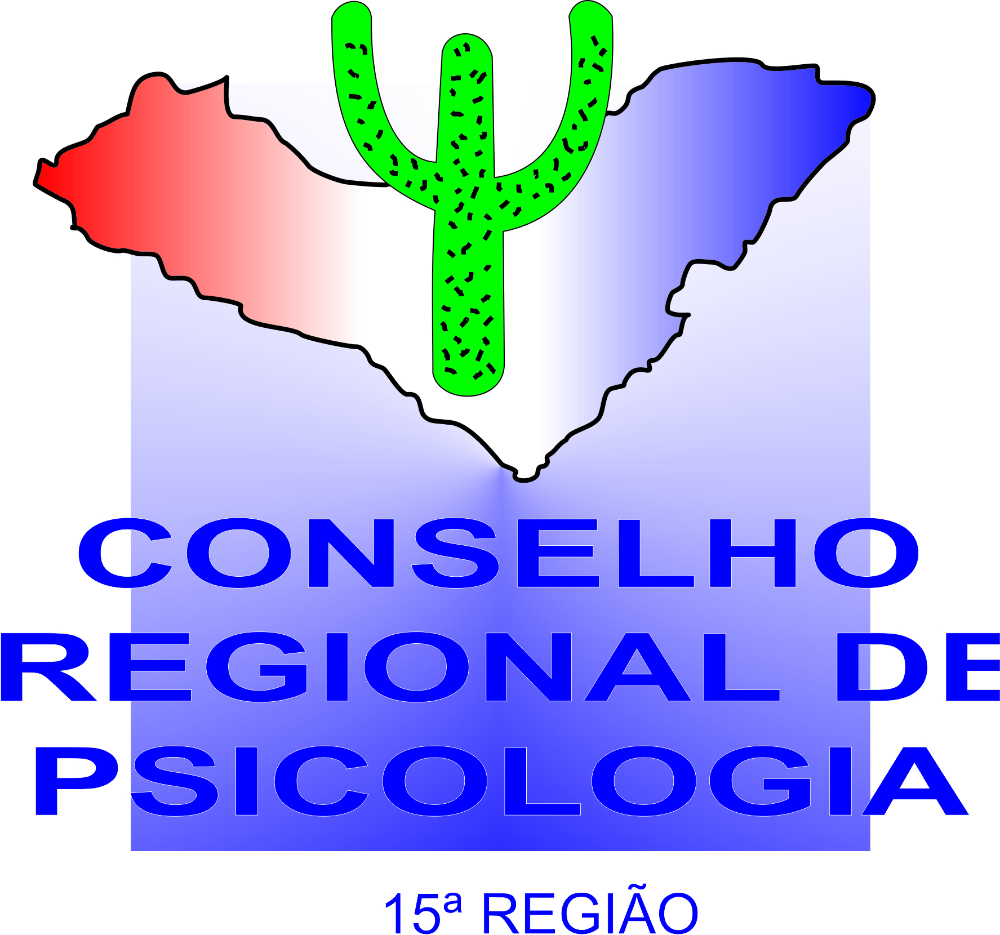 CONSELHO
REGIONAL DE
PSICOLOGIA
15ª REGIÃO